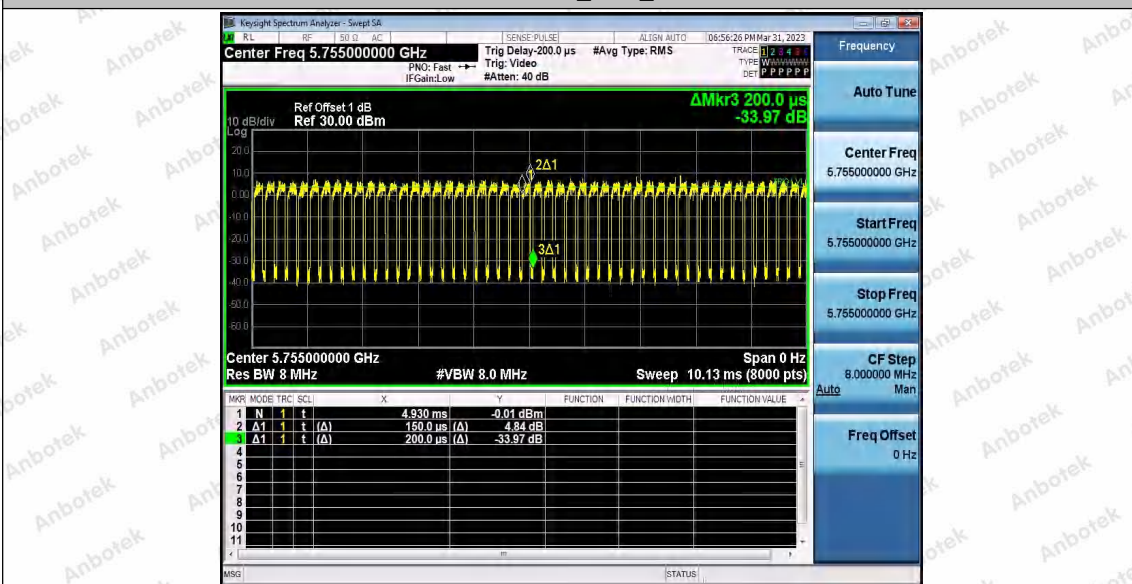 Keysight Spectrum Analyzer - Swept SA
RL RF 50 Ω AC SENSE:PULSE ALIGN AUTO 06:56:26 PM Mar 31, 2023
Center Freq 5.755000000 GHz
PNO: Fast
IFGain:Low
Trig Delay-200.0 µs #Avg Type: RMS
Trig: Video
#Atten: 40 dB
TRACE 1 2 3 4 5 6
TYPE W
DET P P P P P P
Ref Offset 1 dB
10 dB/div Ref 30.00 dBm
Log
ΔMkr3 200.0 µs
-33.97 dB
20.0
10.0
0.00
-10.0
-20.0
-30.0
-40.0
-50.0
-60.0
2Δ1
3Δ1
Center 5.755000000 GHz Span 0 Hz
Res BW 8 MHz #VBW 8.0 MHz Sweep 10.13 ms (8000 pts)
MKR MODE TRC SCL X Y FUNCTION FUNCTION WIDTH FUNCTION VALUE
1 N 1 t 4.930 ms -0.01 dBm
2 Δ1 1 t (Δ) 150.0 µs (Δ) 4.84 dB
3 Δ1 1 t (Δ) 200.0 µs (Δ) -33.97 dB
4
5
6
7
8
9
10
11
MSG STATUS
Frequency
Auto Tune
Center Freq
5.755000000 GHz
Start Freq
5.755000000 GHz
Stop Freq
5.755000000 GHz
CF Step
8.000000 MHz
Auto Man
Freq Offset
0 Hz
Anbotek